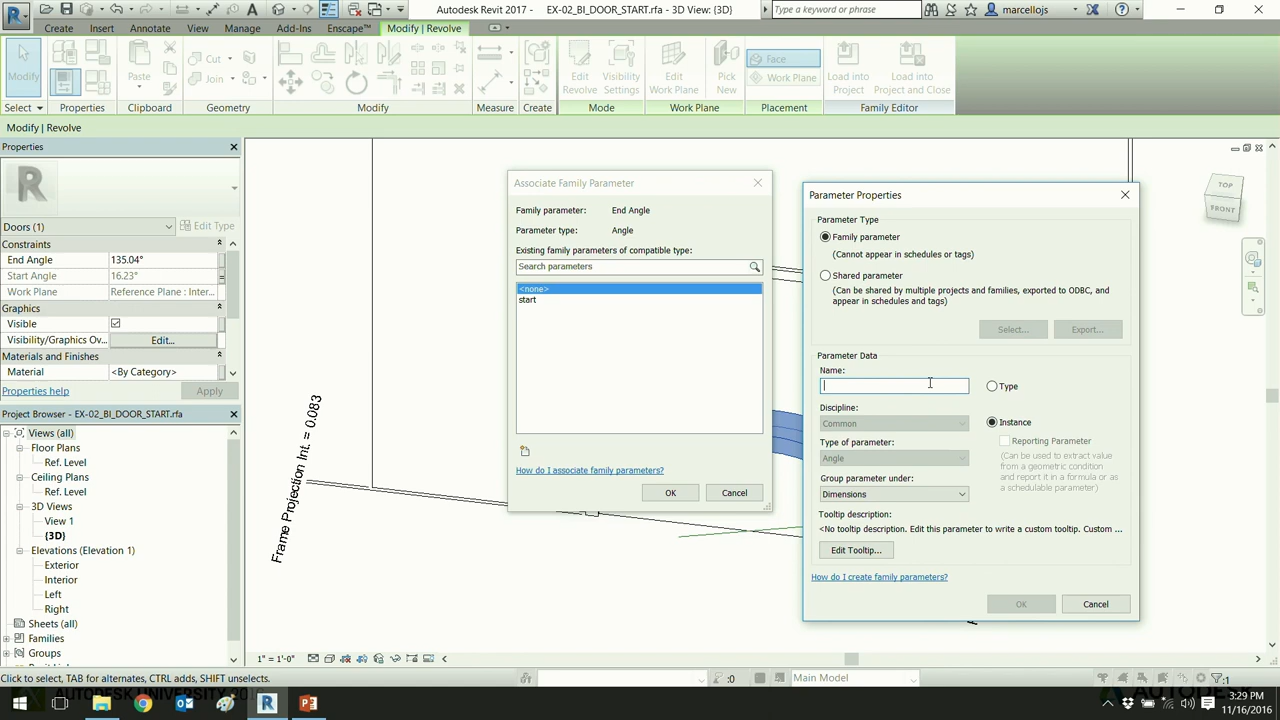 Autodesk Revit 2017 - EX-02_BI_DOOR_START.rfa - 3D View: {3D}
Type a keyword or phrase
marcellojs
Create Insert Annotate View Manage Add-Ins Enscape™ Modify | Revolve
Modify
Paste
Cut
Join
Edit Revolve
Visibility Settings
Edit Work Plane
Pick New
Face
Work Plane
Load into Project
Load into Project and Close
Select Properties Clipboard Geometry Modify Measure Create Mode Work Plane Placement Family Editor
Modify | Revolve
Properties
R
Doors (1)
Edit Type
Constraints
End Angle 135.04°
Start Angle 16.23°
Work Plane Reference Plane : Inter...
Graphics
Visible
Visibility/Graphics Ov... Edit...
Materials and Finishes
Material <By Category>
Properties help Apply
Project Browser - EX-02_BI_DOOR_START.rfa
Views (all)
Floor Plans
Ref. Level
Ceiling Plans
Ref. Level
3D Views
View 1
{3D}
Elevations (Elevation 1)
Exterior
Interior
Left
Right
Sheets (all)
Families
Groups
Frame Projection Int. = 0.083
Associate Family Parameter
Family parameter: End Angle
Parameter type: Angle
Existing family parameters of compatible type:
Search parameters
<none>
start
How do I associate family parameters?
OK Cancel
Parameter Properties
Parameter Type
Family parameter
(Cannot appear in schedules or tags)
Shared parameter
(Can be shared by multiple projects and families, exported to ODBC, and
appear in schedules and tags)
Select... Export...
Parameter Data
Name:
Type
Discipline:
Common
Instance
Type of parameter:
Reporting Parameter
Angle
(Can be used to extract value
from a geometric condition
and report it in a formula or as
a schedulable parameter)
Group parameter under:
Dimensions
Tooltip description:
<No tooltip description. Edit this parameter to write a custom tooltip. Custom ...
Edit Tooltip...
How do I create family parameters?
OK Cancel
TOP
FRONT
1" = 1'-0"
Click to select, TAB for alternates, CTRL adds, SHIFT unselects.
:0
Main Model
:1
AUTODESK UNIVERSITY
3:29 PM
11/16/2016